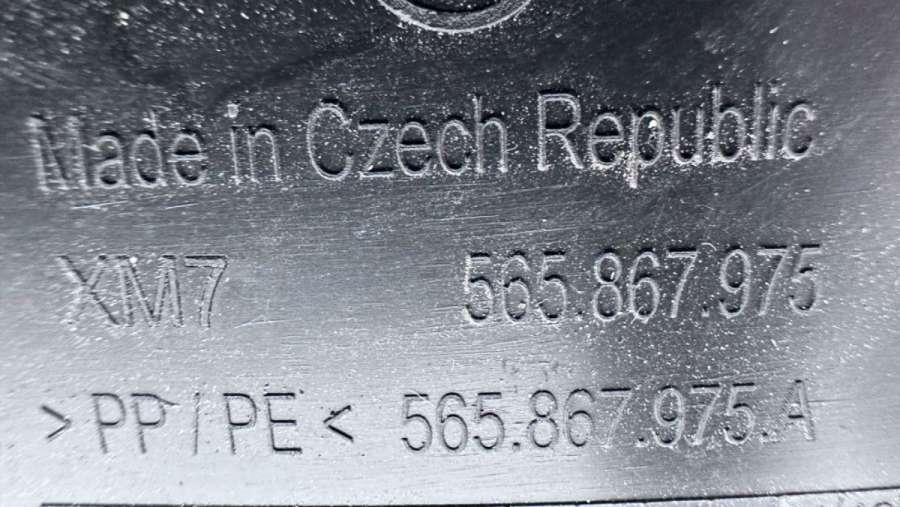 Made in Czech Republic
XM7 565.867.975
>PP/PE< 565.867.975.A